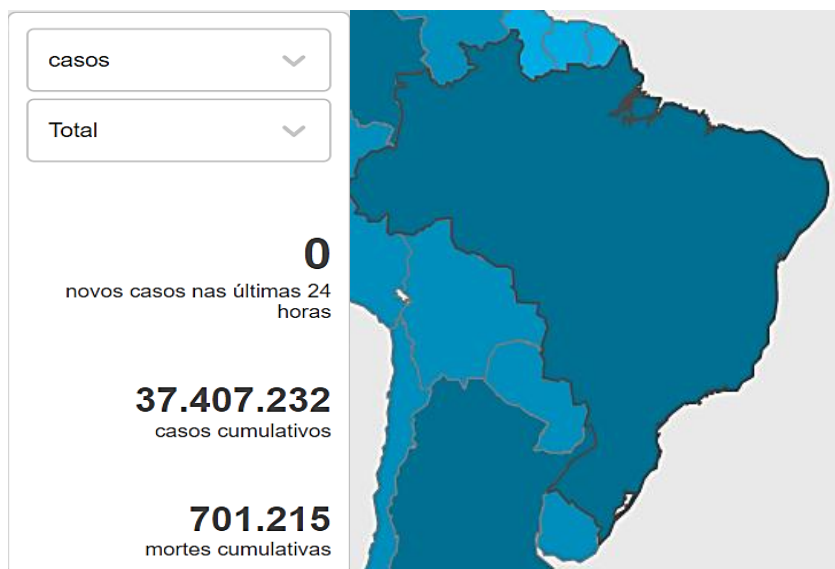 casos
Total
0
novos casos nas últimas 24
horas
37.407.232
casos cumulativos
701.215
mortes cumulativas